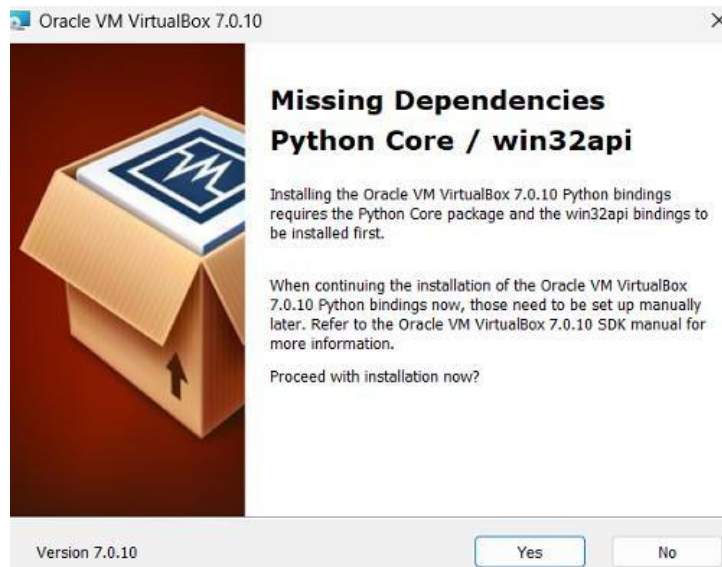 Oracle VM VirtualBox 7.0.10
Missing Dependencies
Python Core / win32api
Installing the Oracle VM VirtualBox 7.0.10 Python bindings
requires the Python Core package and the win32api bindings to
be installed first.
When continuing the installation of the Oracle VM VirtualBox
7.0.10 Python bindings now, those need to be set up manually
later. Refer to the Oracle VM VirtualBox 7.0.10 SDK manual for
more information.
Proceed with installation now?
Version 7.0.10
Yes
No